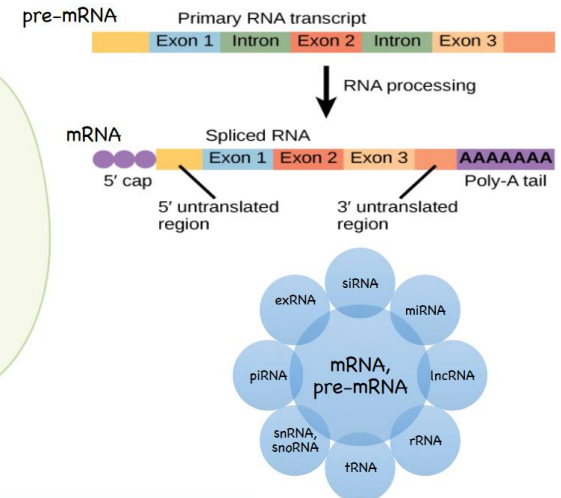 pre-mRNA
Primary RNA transcript
Exon 1 Intron Exon 2 Intron Exon 3
RNA processing
mRNA
Spliced RNA
Exon 1 Exon 2 Exon 3 AAAAAAA
5′ cap
Poly-A tail
5′ untranslated
region
3′ untranslated
region
siRNA
exRNA
miRNA
piRNA
mRNA,
pre-mRNA
lncRNA
snRNA,
snoRNA
rRNA
tRNA